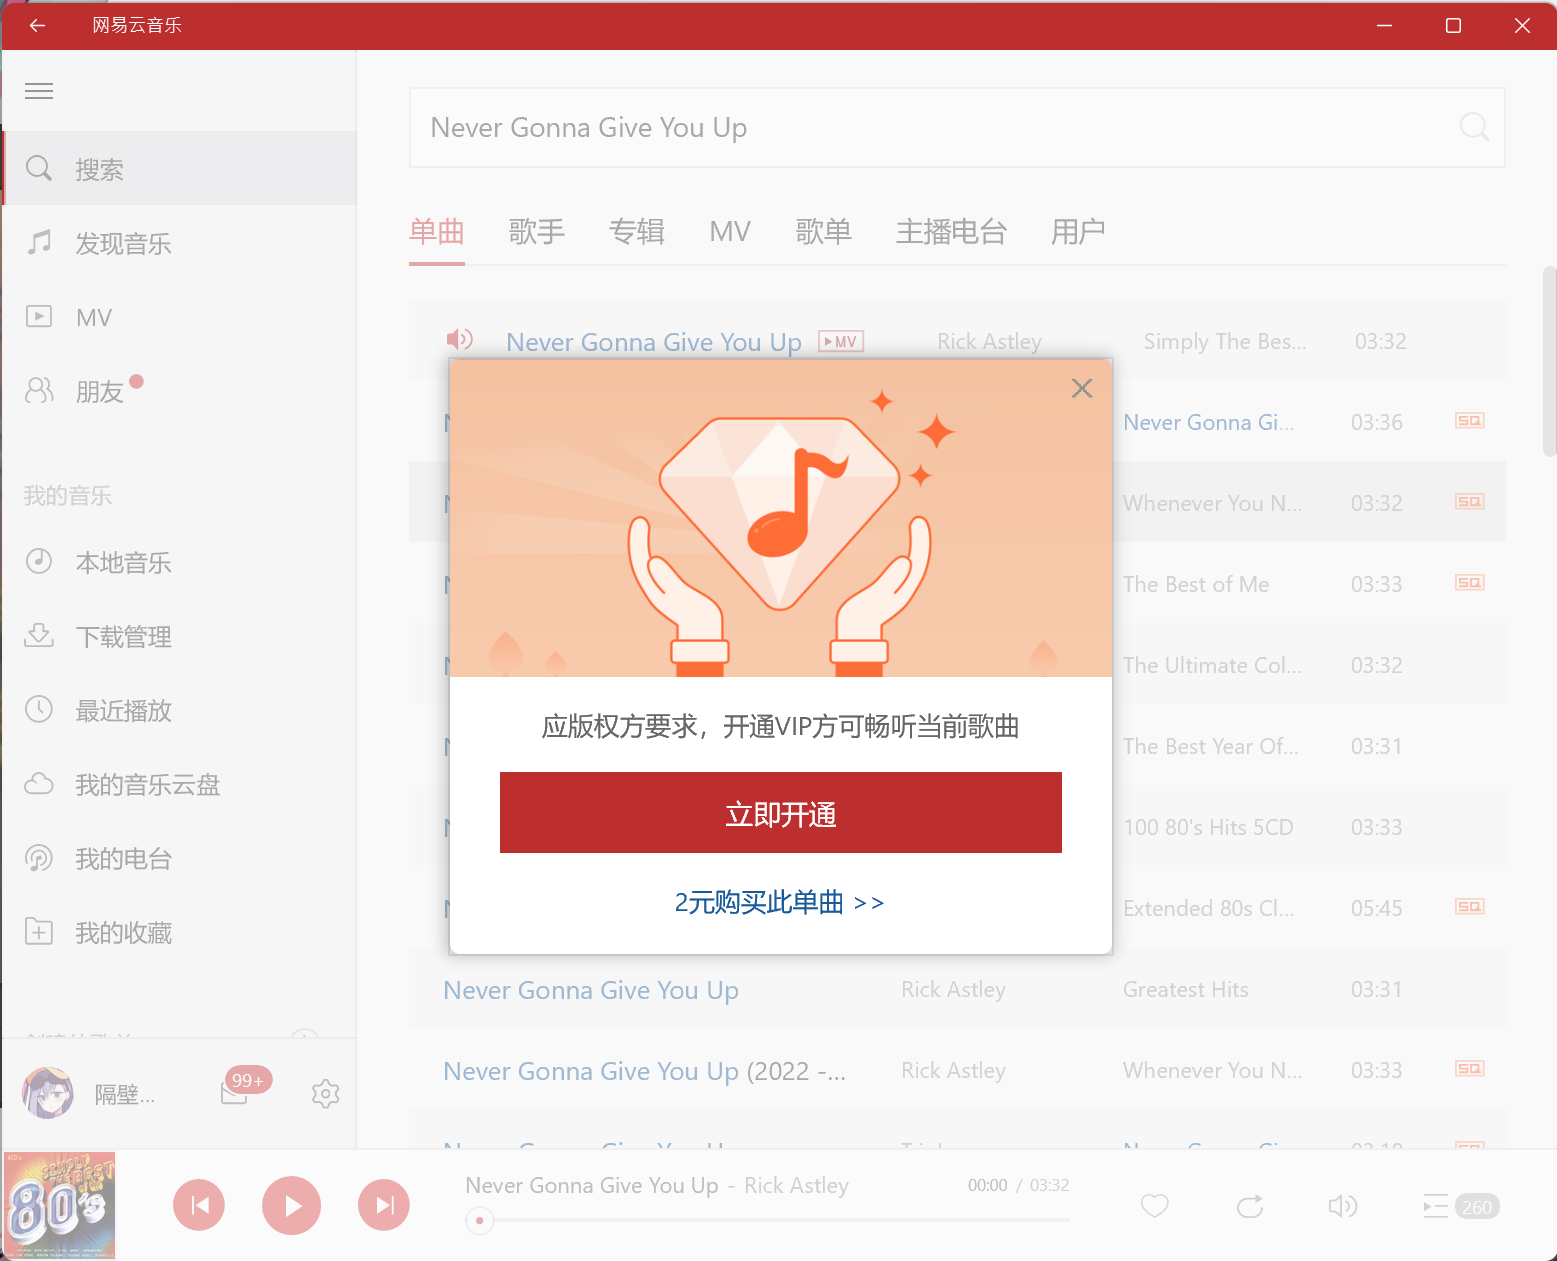 网易云音乐
Never Gonna Give You Up
搜索
发现音乐
MV
朋友
我的音乐
本地音乐
下载管理
最近播放
我的音乐云盘
我的电台
我的收藏
隔壁...
99+
单曲 歌手 专辑 MV 歌单 主播电台 用户
Never Gonna Give You Up MV Rick Astley Simply The Bes... 03:32
Never Gonna Gi... 03:36 SQ
Whenever You N... 03:32 SQ
The Best of Me 03:33 SQ
The Ultimate Col... 03:32
The Best Year Of... 03:31
100 80's Hits 5CD 03:33
Extended 80s Cl... 05:45 SQ
Never Gonna Give You Up Rick Astley Greatest Hits 03:31
Never Gonna Give You Up (2022 -... Rick Astley Whenever You N... 03:33 SQ
应版权方要求，开通VIP方可畅听当前歌曲
立即开通
2元购买此单曲 >>
SIMPLY THE BEST
80's
Never Gonna Give You Up - Rick Astley 00:00 / 03:32
260